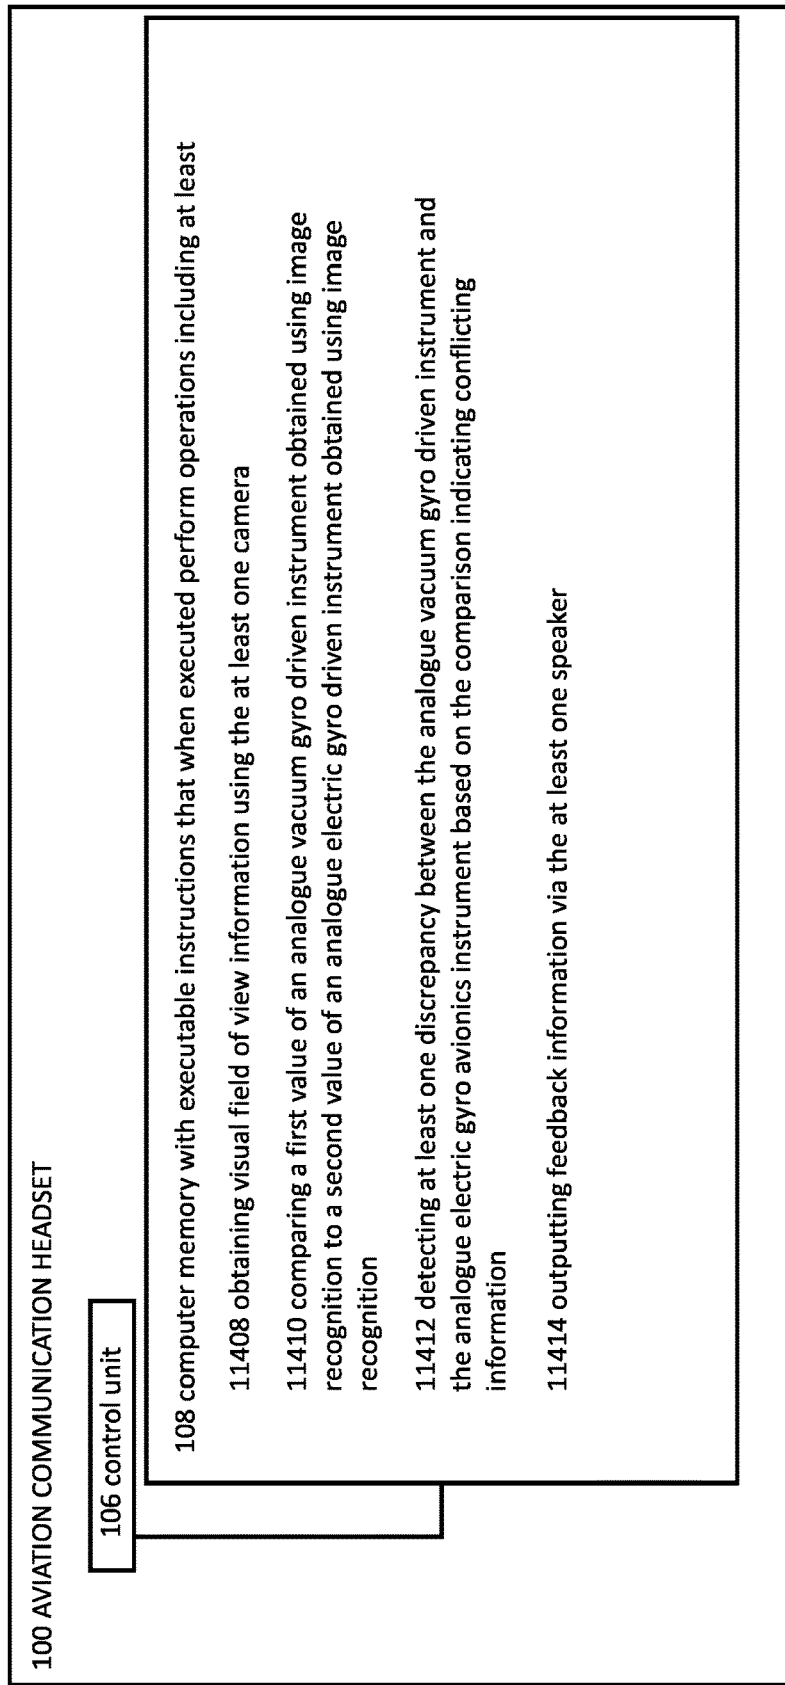 100 AVIATION COMMUNICATION HEADSET
106 control unit
108 computer memory with executable instructions that when executed perform operations including at least
11408 obtaining visual field of view information using the at least one camera
11410 comparing a first value of an analogue vacuum gyro driven instrument obtained using image
recognition to a second value of an analogue electric gyro driven instrument obtained using image
recognition
11412 detecting at least one discrepancy between the analogue vacuum gyro driven instrument and
the analogue electric gyro avionics instrument based on the comparison indicating conflicting
information
11414 outputting feedback information via the at least one speaker